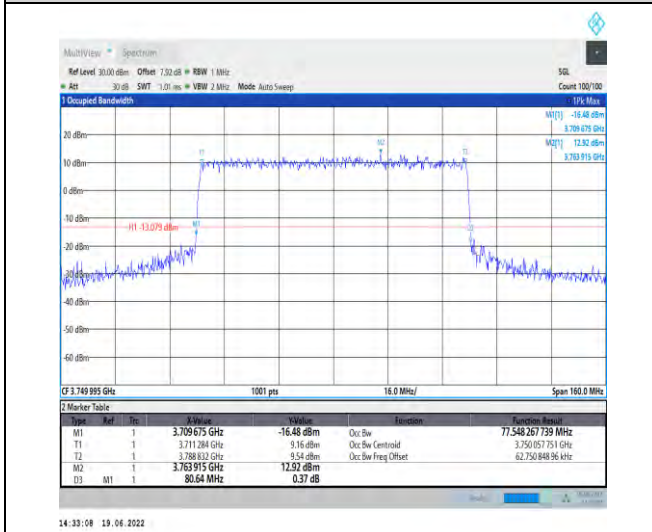 MultiView Spectrum
Ref Level 30.00 dBm Offset 7.92 dB RBW 1 MHz SGL
Att 30 dB SWT 1.01 ms VBW 2 MHz Mode Auto Sweep Count 100/100
1 Occupied Bandwidth 1Pk Max
M1[1] -16.48 dBm
3.709 675 GHz
M2[1] 12.92 dBm
3.763 915 GHz
20 dBm
M2
T1
T2
10 dBm
0 dBm
-10 dBm
H1 -13.079 dBm
M1
D3
-20 dBm
-30 dBm
-40 dBm
-50 dBm
-60 dBm
CF 3.749 995 GHz 1001 pts 16.0 MHz/ Span 160.0 MHz
2 Marker Table
Type Ref Trc X-Value Y-Value Function Function Result
M1 1 3.709 675 GHz -16.48 dBm Occ Bw 77.548 267 739 MHz
T1 1 3.711 284 GHz 9.16 dBm Occ Bw Centroid 3.750 057 751 GHz
T2 1 3.788 832 GHz 9.54 dBm Occ Bw Freq Offset 62.750 848 96 kHz
M2 1 3.763 915 GHz 12.92 dBm
D3 M1 1 80.64 MHz 0.37 dB
14:33:08 19.06.2022